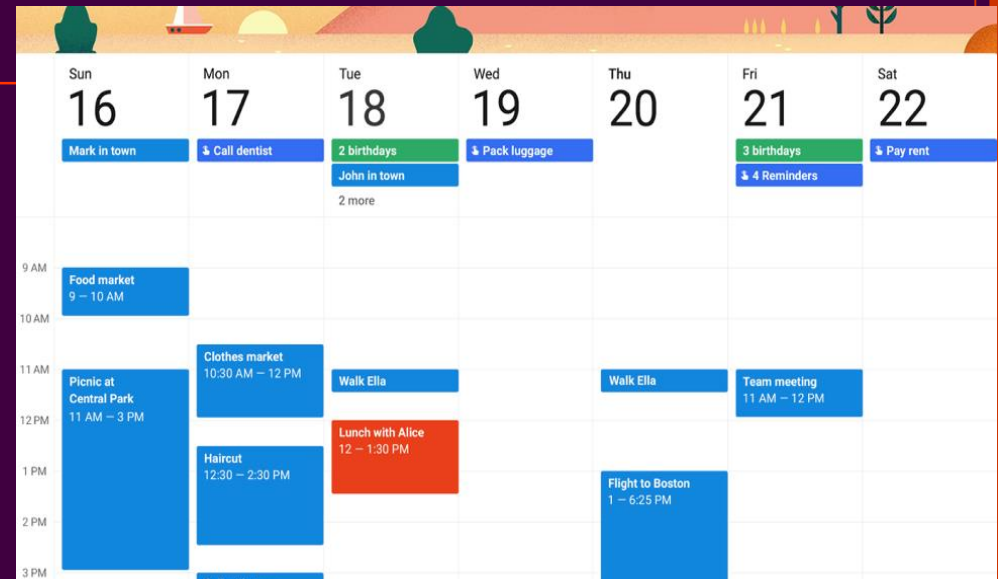 Sun
Mon
Tue
Wed
Thu
Fri
Sat
16
17
18
19
20
21
22
Mark in town
Call dentist
2 birthdays
Pack luggage
3 birthdays
Pay rent
John in town
4 Reminders
2 more
9 AM
Food market
9 – 10 AM
10 AM
Clothes market
10:30 AM – 12 PM
11 AM
Picnic at
Central Park
11 AM – 3 PM
Walk Ella
Walk Ella
Team meeting
11 AM – 12 PM
12 PM
Lunch with Alice
12 – 1:30 PM
Haircut
12:30 – 2:30 PM
1 PM
Flight to Boston
1 – 6:25 PM
2 PM
3 PM